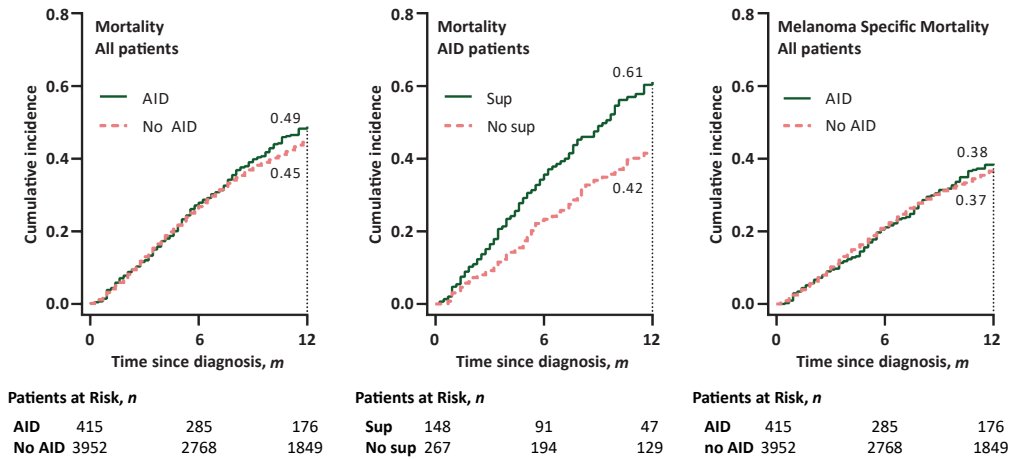 Mortality
All patients
0.8
0.6
0.4
0.2
0.0
Cumulative incidence
AID
No AID
0.49
0.45
0
6
12
Time since diagnosis, m
Patients at Risk, n
AID 415 285 176
No AID 3952 2768 1849
Mortality
AID patients
0.8
0.6
0.4
0.2
0.0
Cumulative incidence
Sup
No sup
0.61
0.42
0
6
12
Time since diagnosis, m
Patients at Risk, n
Sup 148 91 47
No sup 267 194 129
Melanoma Specific Mortality
All patients
0.8
0.6
0.4
0.2
0.0
Cumulative incidence
AID
No AID
0.38
0.37
0
6
12
Time since diagnosis, m
Patients at Risk, n
AID 415 285 176
no AID 3952 2768 1849